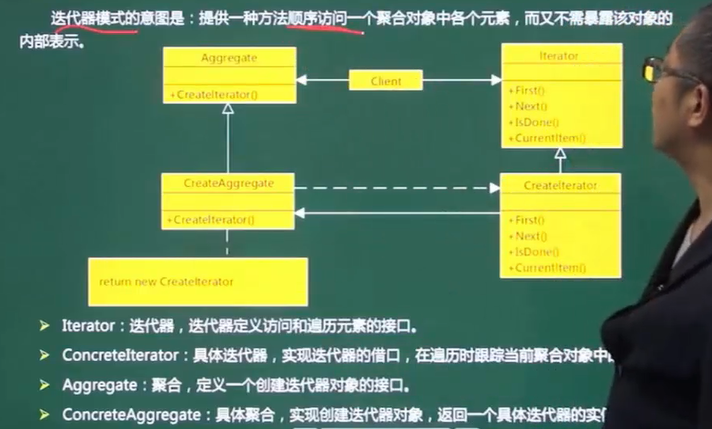 迭代器模式的意图是：提供一种方法顺序访问一个聚合对象中各个元素，而又不需暴露该对象的
内部表示。
Aggregate
+CreateIterator()
Client
Iterator
+First()
+Next()
+IsDone()
+CurrentItem()
CreateAggregate
+CreateIterator()
CreateIterator
+First()
+Next()
+IsDone()
+CurrentItem()
return new CreateIterator
Iterator：迭代器，迭代器定义访问和遍历元素的接口。
ConcreteIterator：具体迭代器，实现迭代器的借口，在遍历时跟踪当前聚合对象中
Aggregate：聚合，定义一个创建迭代器对象的接口。
ConcreteAggregate：具体聚合，实现创建迭代器对象，返回一个具体迭代器的实